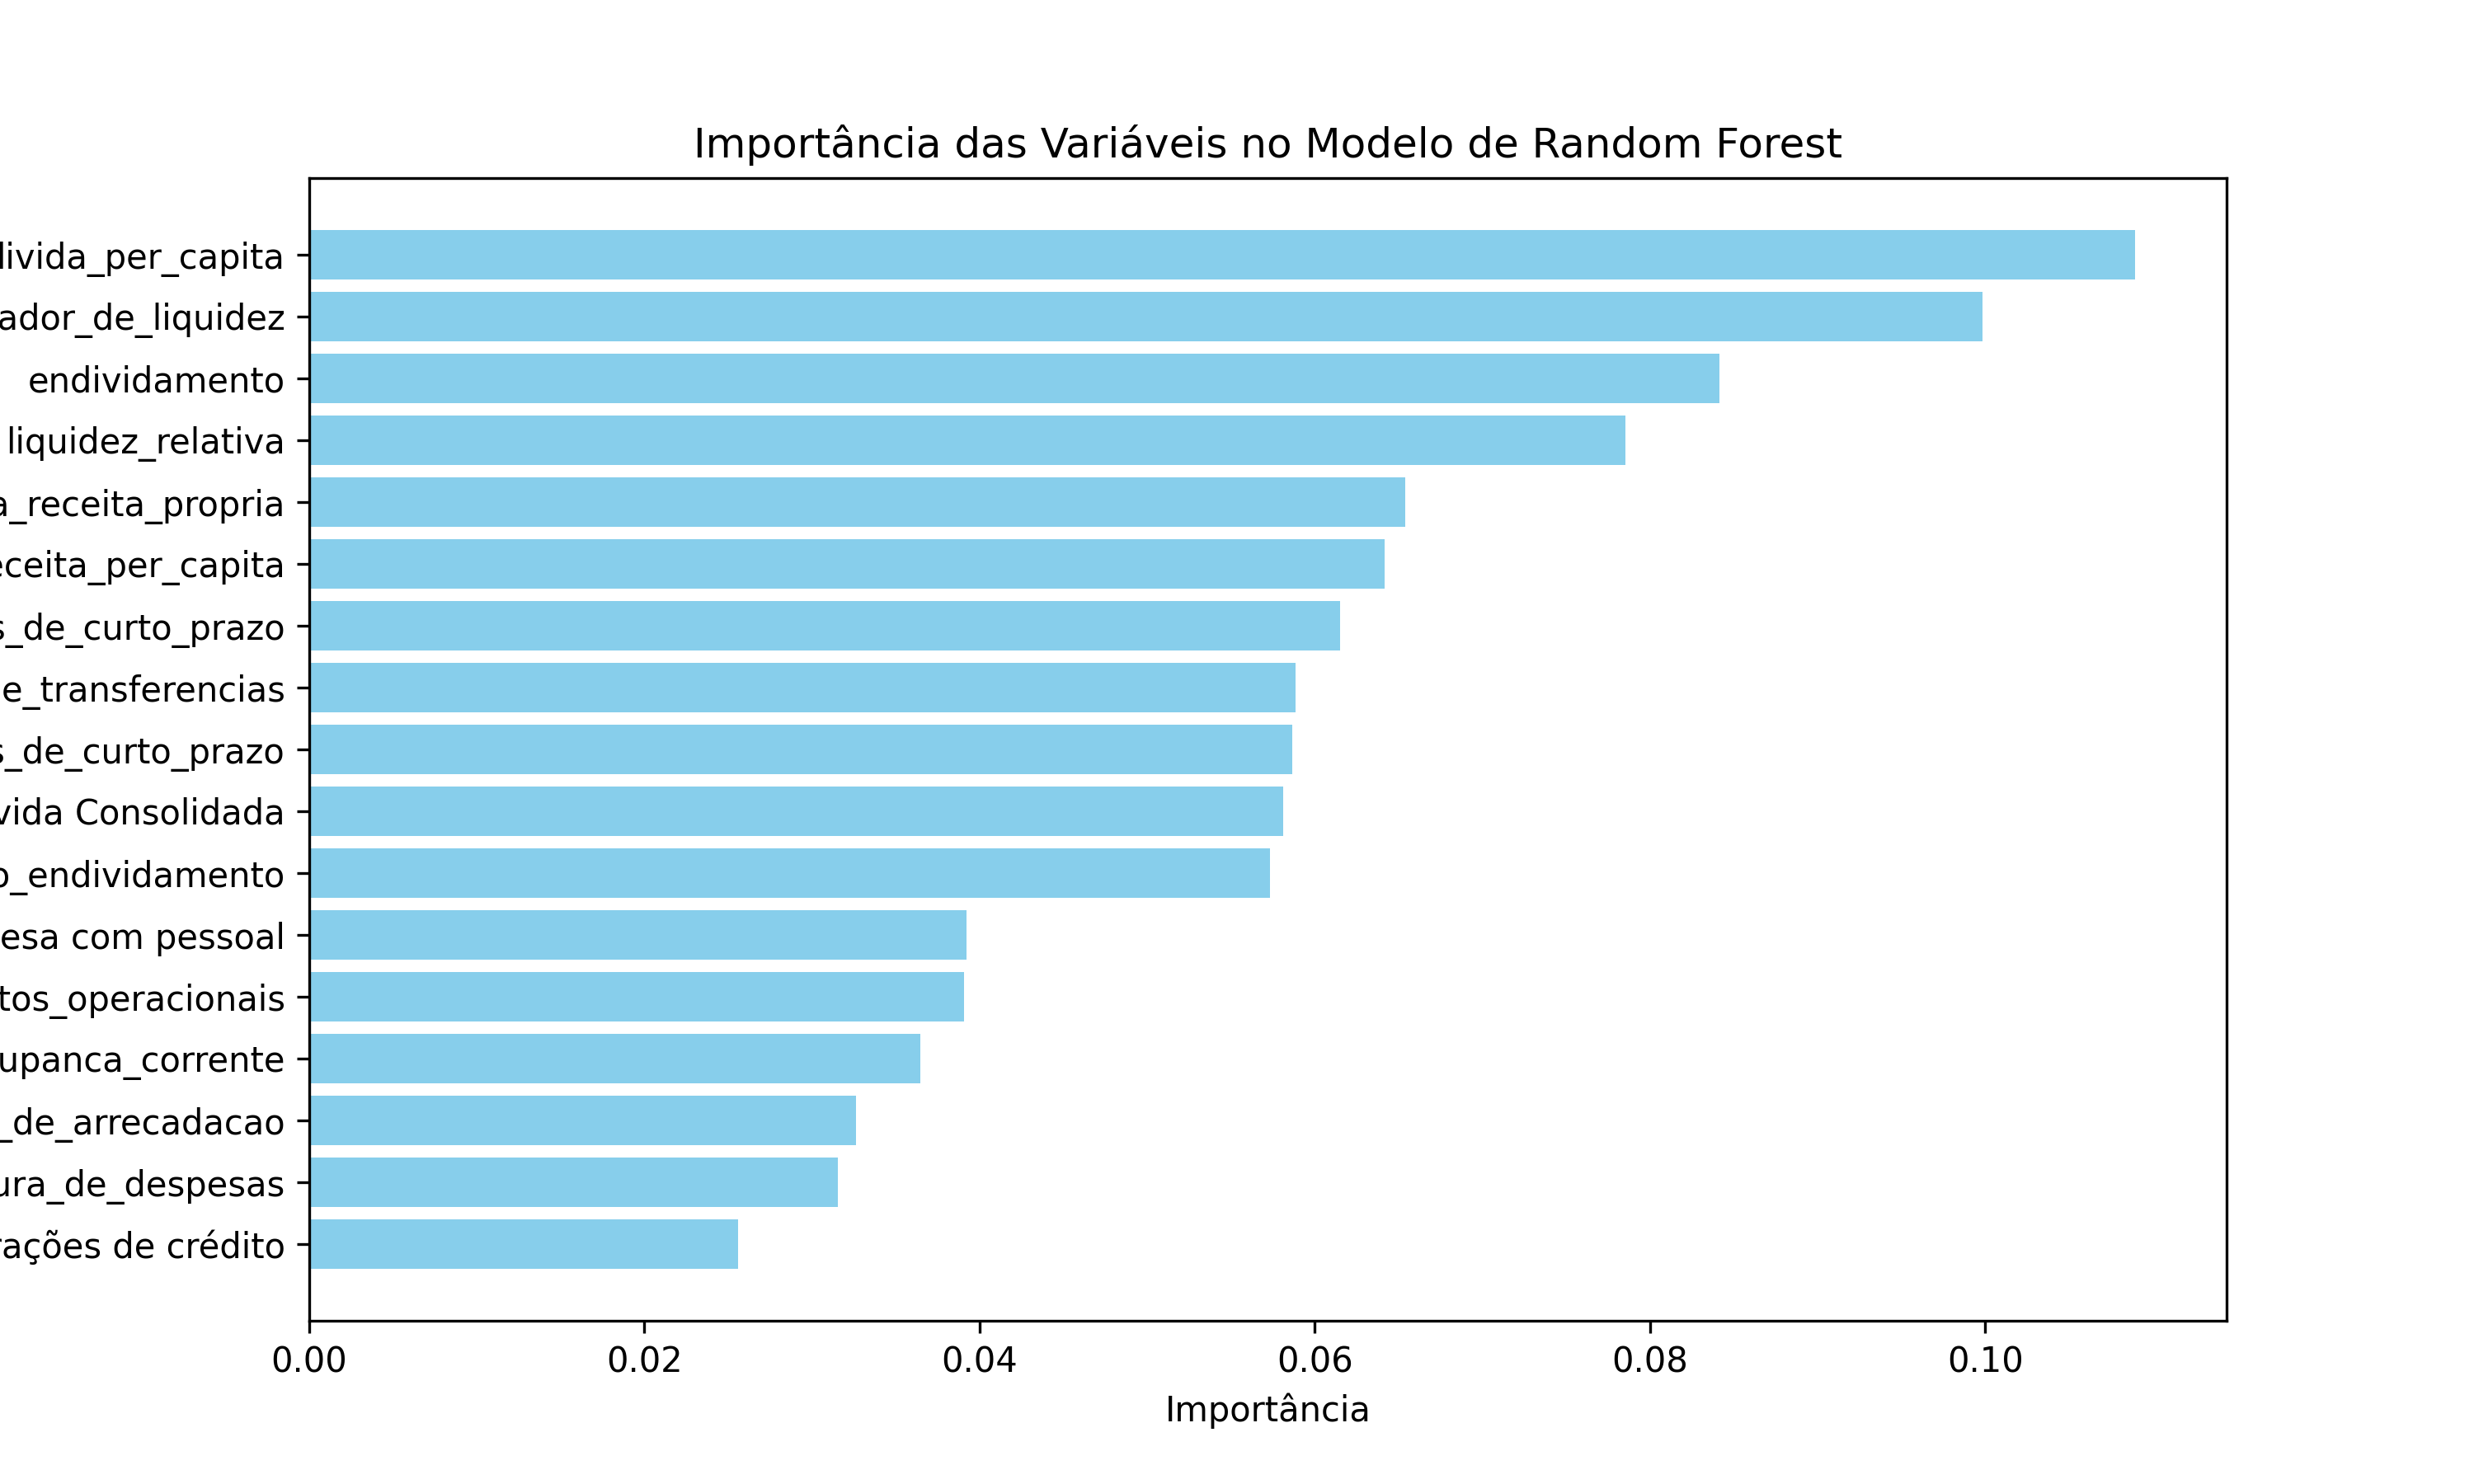 Importância das Variáveis no Modelo de Random Forest
divida_per_capita
ador_de_liquidez
endividamento
liquidez_relativa
a_receita_propria
eceita_per_capita
s_de_curto_prazo
e_transferencias
s_de_curto_prazo
vida Consolidada
o_endividamento
esa com pessoal
tos_operacionais
upanca_corrente
_de_arrecadacao
ura_de_despesas
rações de crédito
0.00 0.02 0.04 0.06 0.08 0.10
Importância